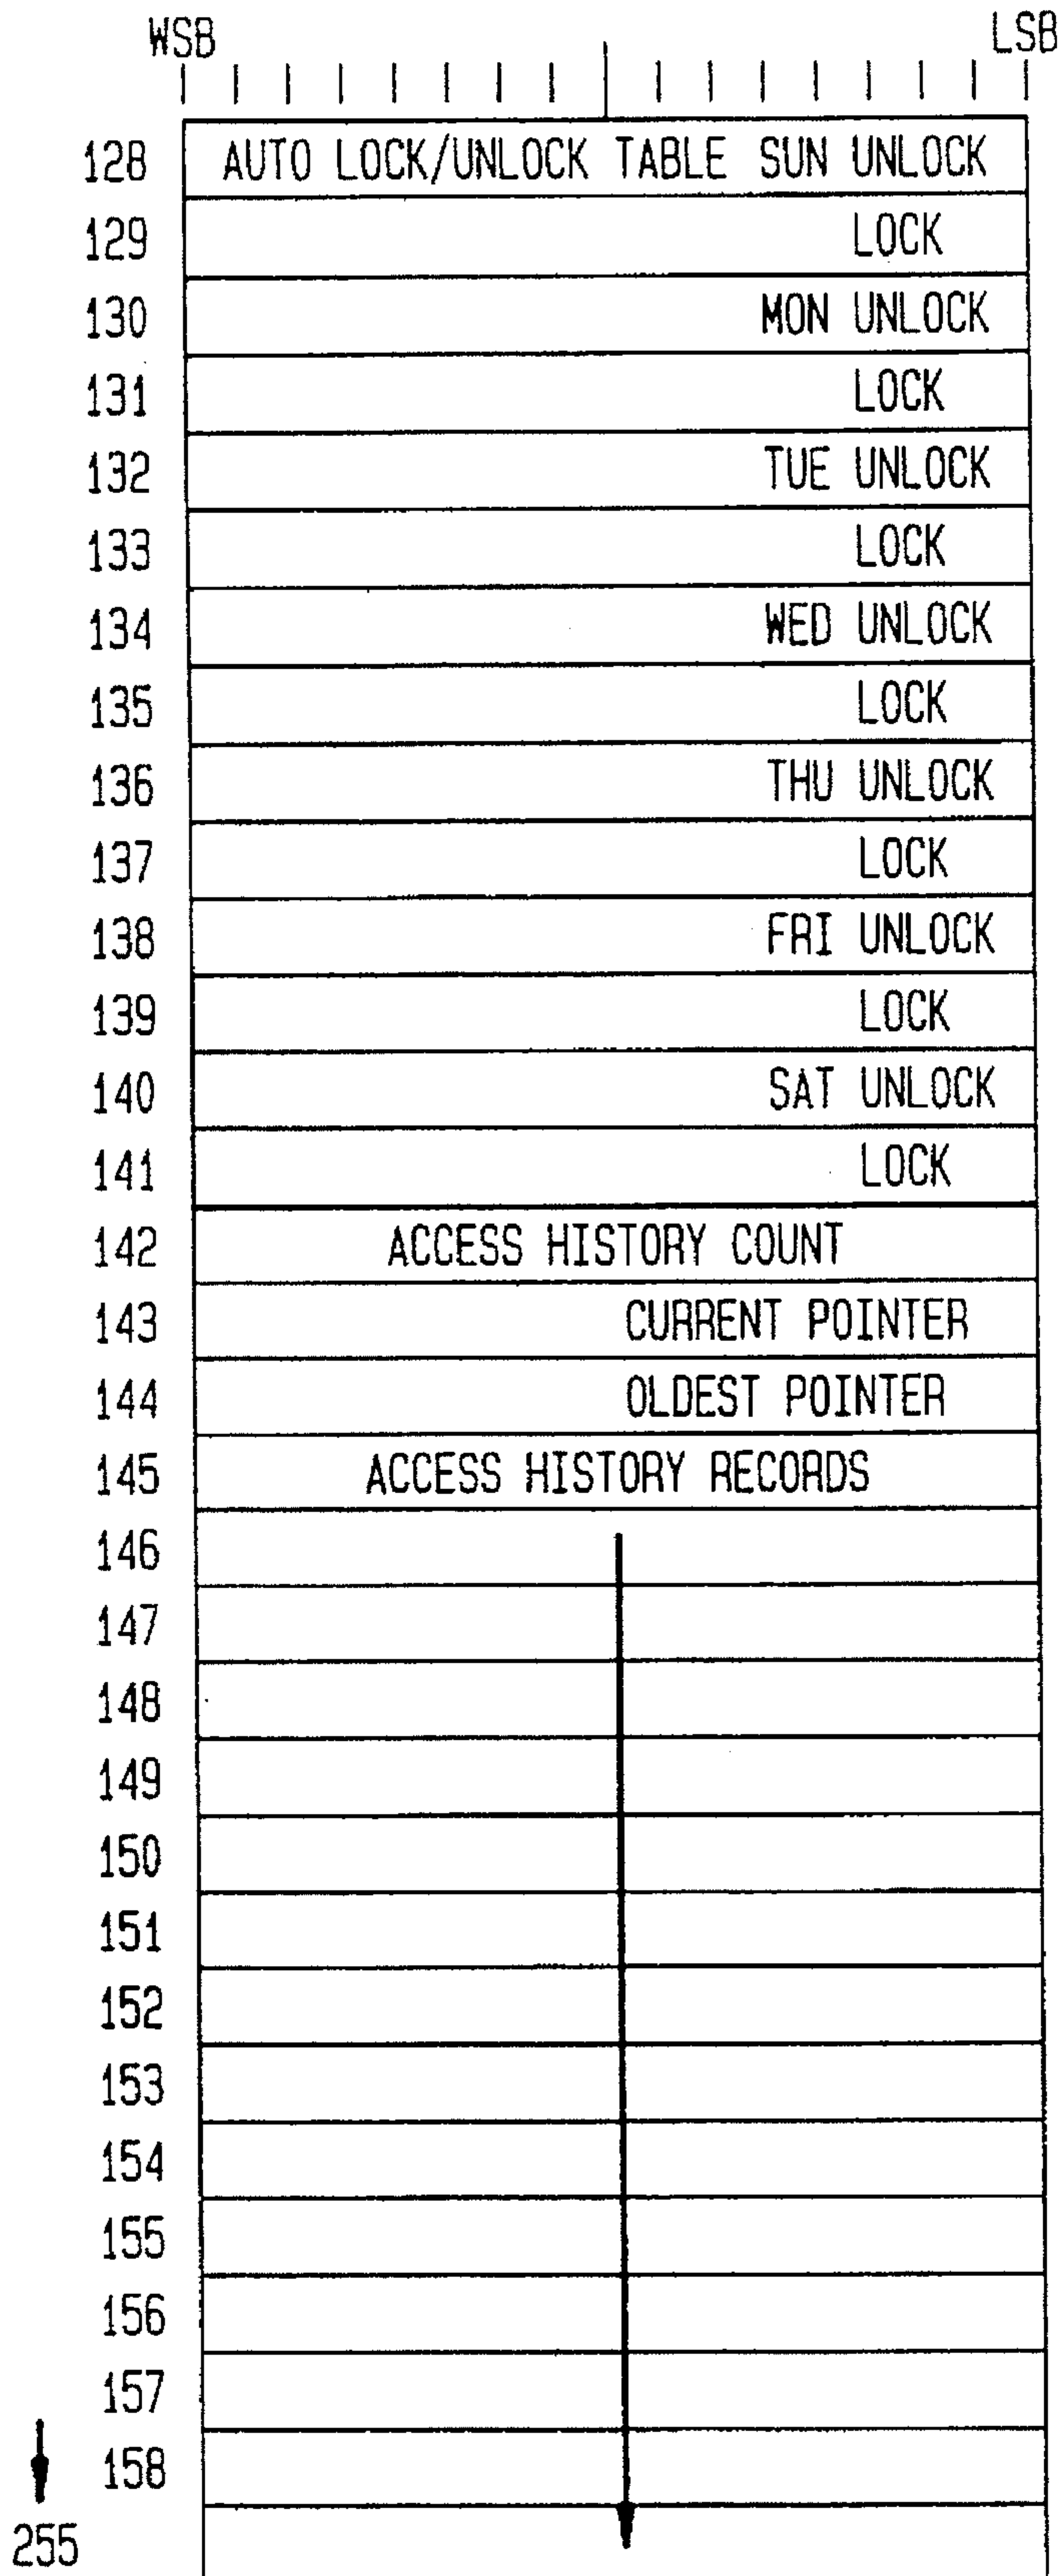 WSB LSB
128 AUTO LOCK/UNLOCK TABLE SUN UNLOCK
129 LOCK
130 MON UNLOCK
131 LOCK
132 TUE UNLOCK
133 LOCK
134 WED UNLOCK
135 LOCK
136 THU UNLOCK
137 LOCK
138 FRI UNLOCK
139 LOCK
140 SAT UNLOCK
141 LOCK
142 ACCESS HISTORY COUNT
143 CURRENT POINTER
144 OLDEST POINTER
145 ACCESS HISTORY RECORDS
146
147
148
149
150
151
152
153
154
155
156
157
158
255